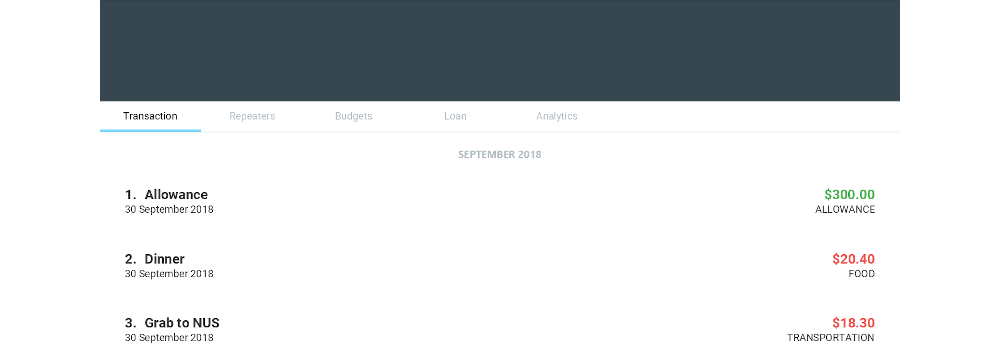 Transaction Repeaters Budgets Loan Analytics
SEPTEMBER 2018
1. Allowance $300.00
30 September 2018 ALLOWANCE
2. Dinner $20.40
30 September 2018 FOOD
3. Grab to NUS $18.30
30 September 2018 TRANSPORTATION